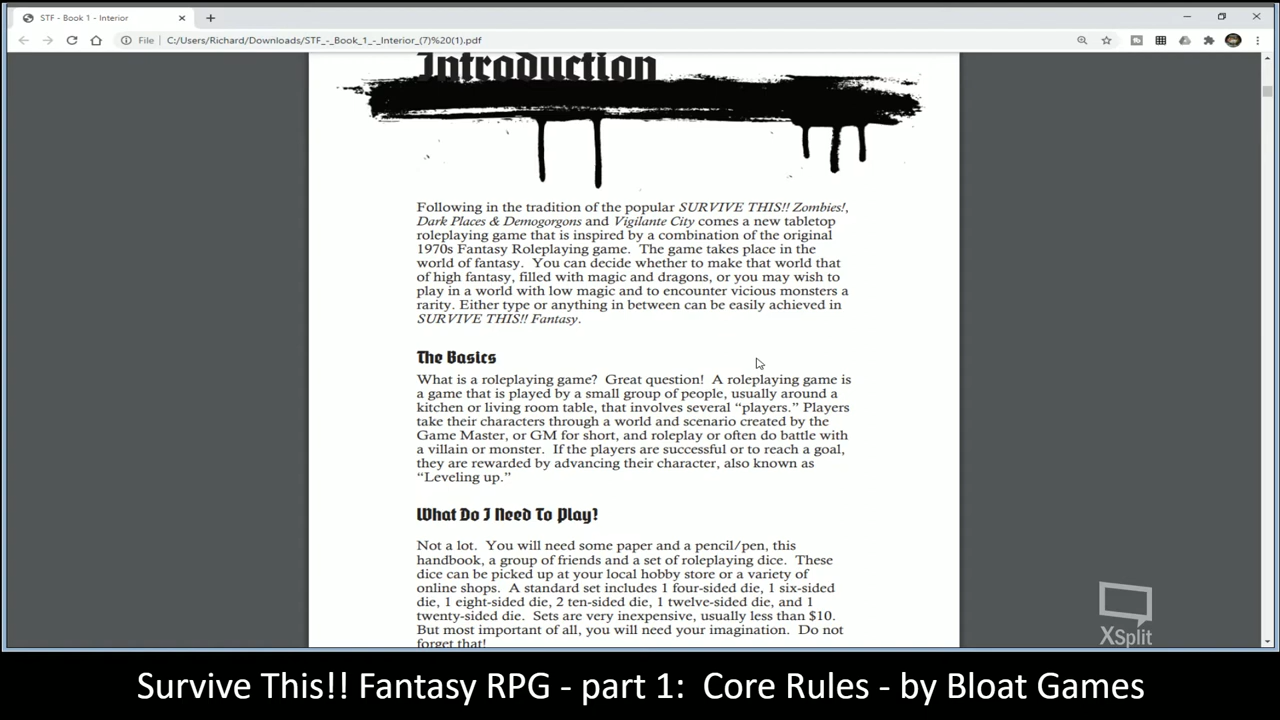 STF - Book 1 - Interior
File
C:/Users/Richard/Downloads/STF_-_Book_1_-_Interior_(7)%20(1).pdf
Introduction
Following in the tradition of the popular SURVIVE THIS!! Zombies!,
Dark Places & Demogorgons and Vigilante City comes a new tabletop
roleplaying game that is inspired by a combination of the original
1970s Fantasy Roleplaying game. The game takes place in the
world of fantasy. You can decide whether to make that world that
of high fantasy, filled with magic and dragons, or you may wish to
play in a world with low magic and to encounter vicious monsters a
rarity. Either type or anything in between can be easily achieved in
SURVIVE THIS!! Fantasy.
The Basics
What is a roleplaying game? Great question! A roleplaying game is
a game that is played by a small group of people, usually around a
kitchen or living room table, that involves several “players.” Players
take their characters through a world and scenario created by the
Game Master, or GM for short, and roleplay or often do battle with
a villain or monster. If the players are successful or to reach a goal,
they are rewarded by advancing their character, also known as
“Leveling up.”
What Do I Need To Play?
Not a lot. You will need some paper and a pencil/pen, this
handbook, a group of friends and a set of roleplaying dice. These
dice can be picked up at your local hobby store or a variety of
online shops. A standard set includes 1 four-sided die, 1 six-sided
die, 1 eight-sided die, 2 ten-sided die, 1 twelve-sided die, and 1
twenty-sided die. Sets are very inexpensive, usually less than $10.
But most important of all, you will need your imagination. Do not
forget that!
XSplit
Survive This!! Fantasy RPG - part 1: Core Rules - by Bloat Games